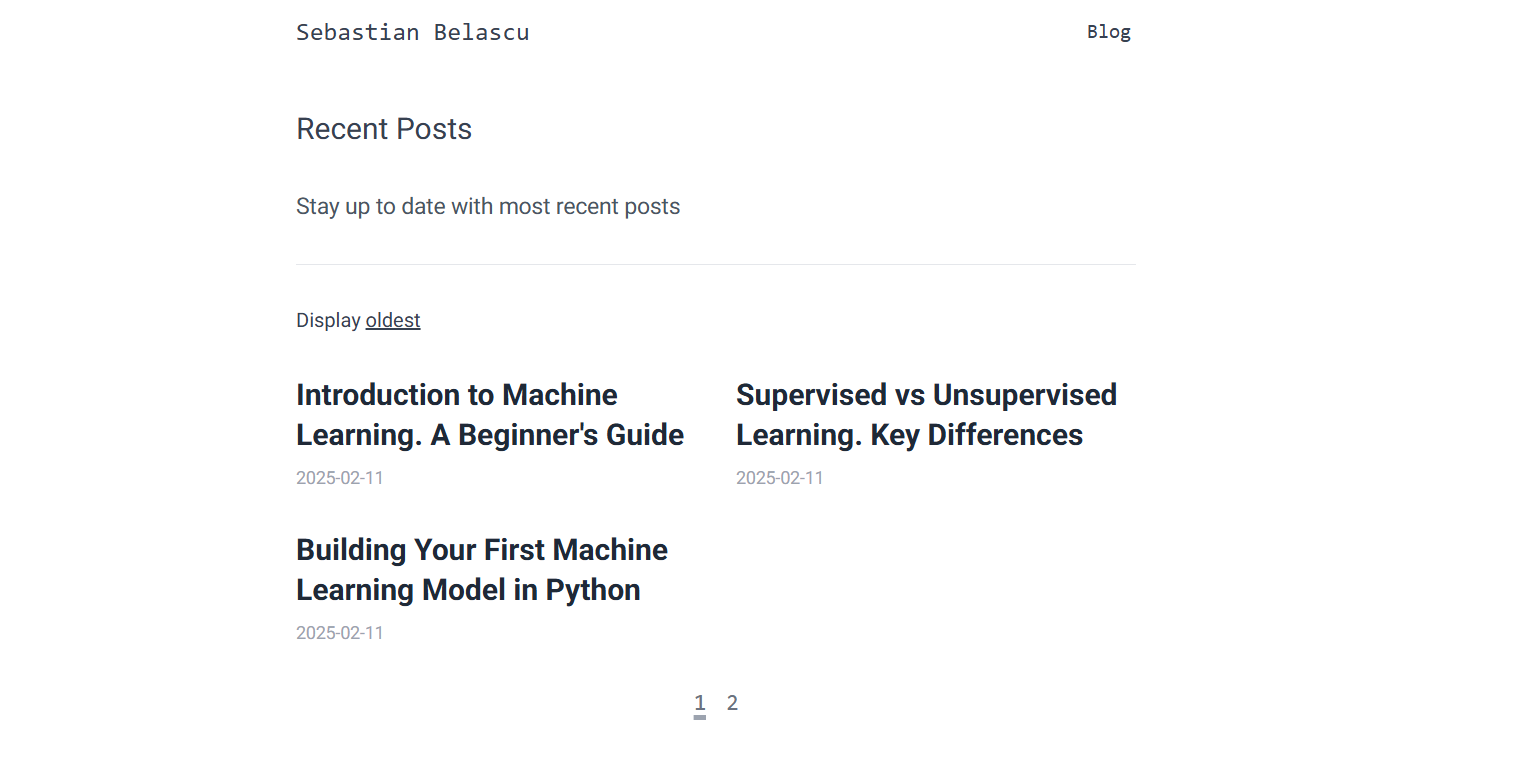 Sebastian Belascu
Blog
Recent Posts
Stay up to date with most recent posts
Display oldest
Introduction to Machine
Learning. A Beginner's Guide
2025-02-11
Supervised vs Unsupervised
Learning. Key Differences
2025-02-11
Building Your First Machine
Learning Model in Python
2025-02-11
1 2